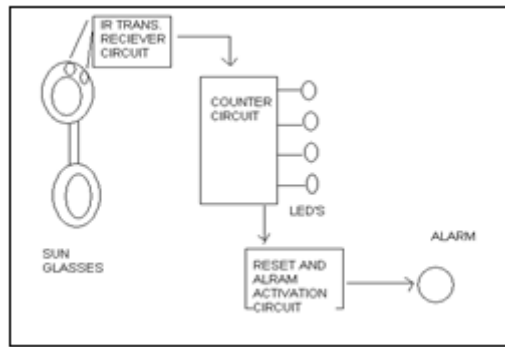 IR TRANS.
RECIEVER
CIRCUIT
COUNTER
CIRCUIT
LED'S
SUN
GLASSES
ALARM
RESET AND
ALRAM
ACTIVATION
CIRCUIT